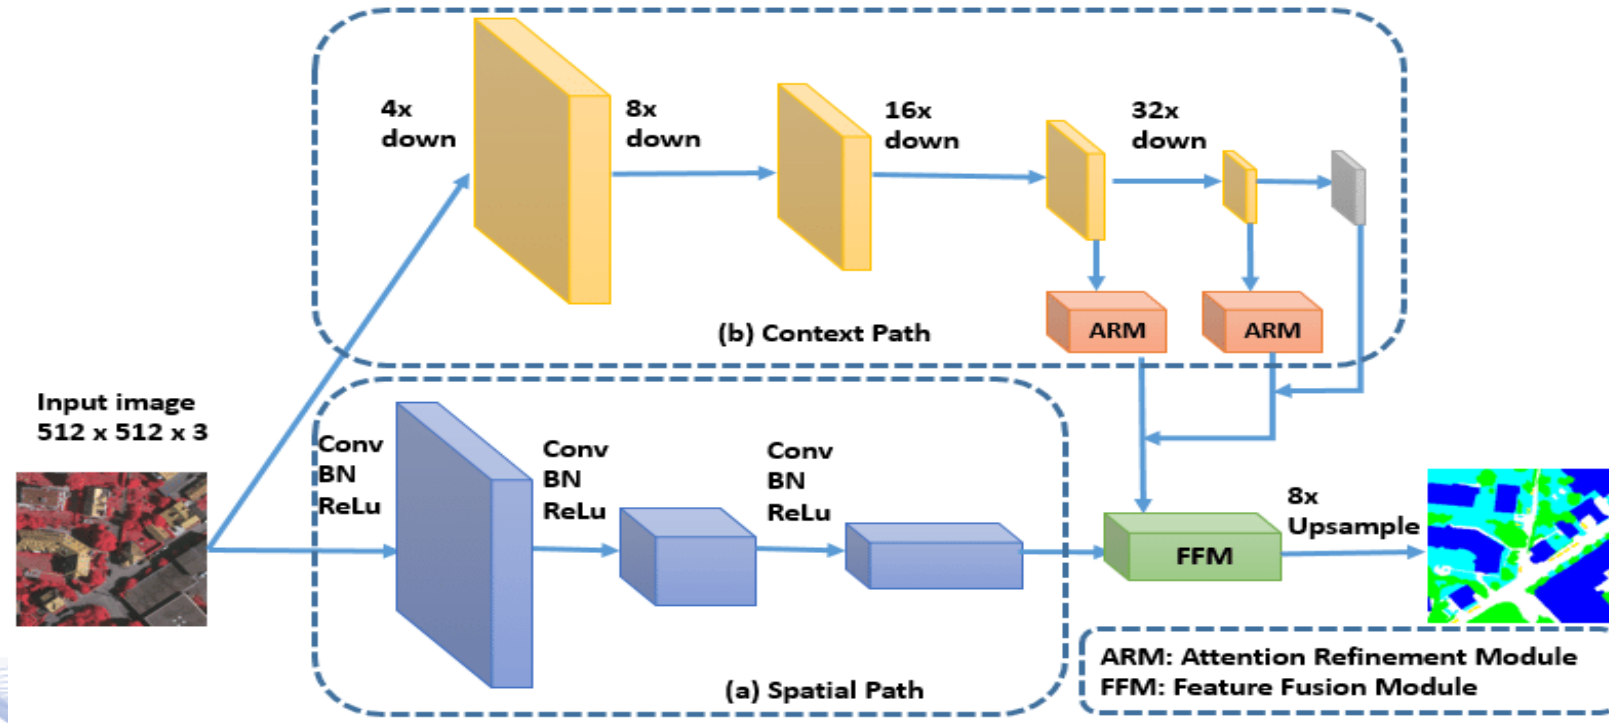 4x
down
8x
down
16x
down
32x
down
ARM
ARM
(b) Context Path
Input image
512 x 512 x 3
Conv
BN
ReLu
Conv
BN
ReLu
Conv
BN
ReLu
8x
Upsample
FFM
(a) Spatial Path
ARM: Attention Refinement Module
FFM: Feature Fusion Module